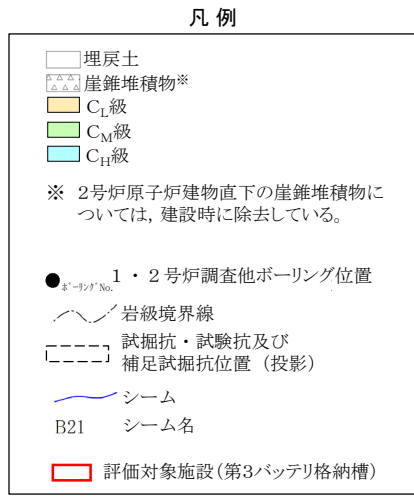 凡 例
埋戻土
崖錐堆積物※
CL級
CM級
CH級
※ 2号炉原子炉建物直下の崖錐堆積物に
ついては,建設時に除去している。
ボーリングNo. 1・2号炉調査他ボーリング位置
岩級境界線
試掘抗・試験抗及び
補足試掘抗位置(投影)
シーム
B21 シーム名
評価対象施設(第3バッテリ格納槽)